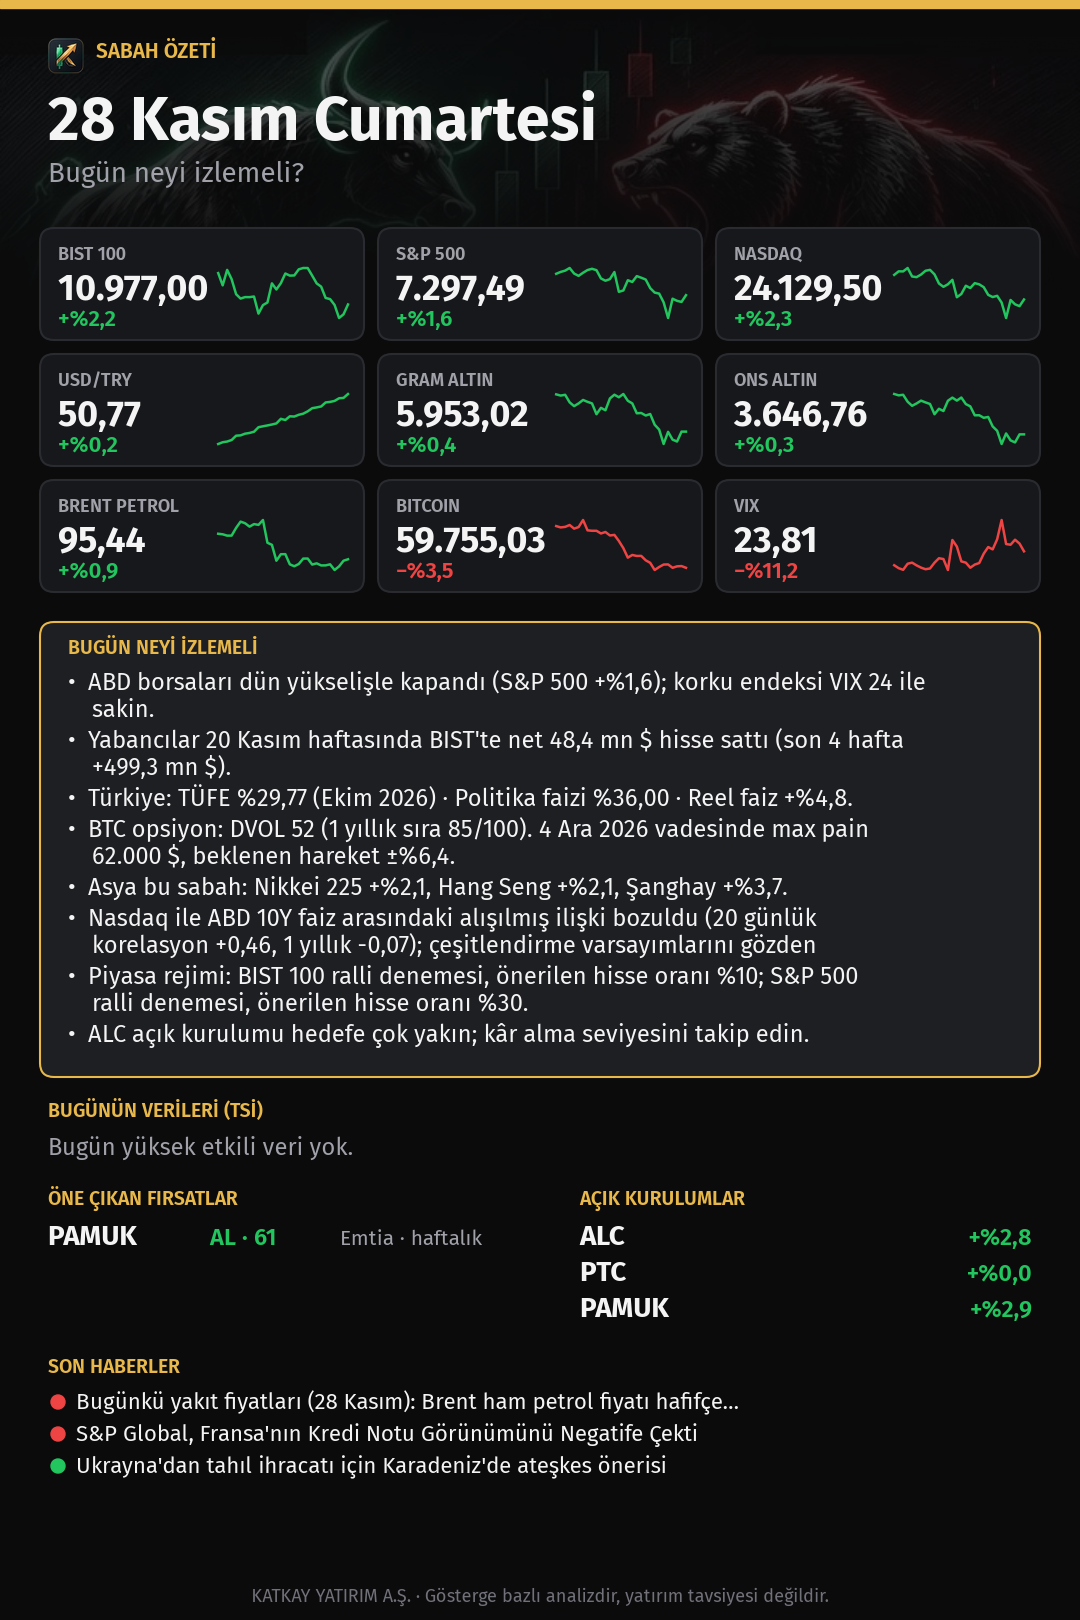 SABAH ÖZETİ
28 Kasım Cumartesi
Bugün neyi izlemeli?
BIST 100
10.977,00
+%2,2
S&P 500
7.297,49
+%1,6
NASDAQ
24.129,50
+%2,3
USD/TRY
50,77
+%0,2
GRAM ALTIN
5.953,02
+%0,4
ONS ALTIN
3.646,76
+%0,3
BRENT PETROL
95,44
+%0,9
BITCOIN
59.755,03
−%3,5
VIX
23,81
−%11,2
BUGÜN NEYİ İZLEMELİ
• ABD borsaları dün yükselişle kapandı (S&P 500 +%1,6); korku endeksi VIX 24 ile
sakin.
• Yabancılar 20 Kasım haftasında BIST'te net 48,4 mn $ hisse sattı (son 4 hafta
+499,3 mn $).
• Türkiye: TÜFE %29,77 (Ekim 2026) · Politika faizi %36,00 · Reel faiz +%4,8.
• BTC opsiyon: DVOL 52 (1 yıllık sıra 85/100). 4 Ara 2026 vadesinde max pain
62.000 $, beklenen hareket ±%6,4.
• Asya bu sabah: Nikkei 225 +%2,1, Hang Seng +%2,1, Şanghay +%3,7.
• Nasdaq ile ABD 10Y faiz arasındaki alışılmış ilişki bozuldu (20 günlük
korelasyon +0,46, 1 yıllık -0,07); çeşitlendirme varsayımlarını gözden
• Piyasa rejimi: BIST 100 ralli denemesi, önerilen hisse oranı %10; S&P 500
ralli denemesi, önerilen hisse oranı %30.
• ALC açık kurulumu hedefe çok yakın; kâr alma seviyesini takip edin.
BUGÜNÜN VERİLERİ (TSİ)
Bugün yüksek etkili veri yok.
ÖNE ÇIKAN FIRSATLAR
PAMUK AL · 61 Emtia · haftalık
AÇIK KURULUMLAR
ALC +%2,8
PTC +%0,0
PAMUK +%2,9
SON HABERLER
Bugünkü yakıt fiyatları (28 Kasım): Brent ham petrol fiyatı hafifçe...
S&P Global, Fransa'nın Kredi Notu Görünümünü Negatife Çekti
Ukrayna'dan tahıl ihracatı için Karadeniz'de ateşkes önerisi
KATKAY YATIRIM A.Ş. · Gösterge bazlı analizdir, yatırım tavsiyesi değildir.